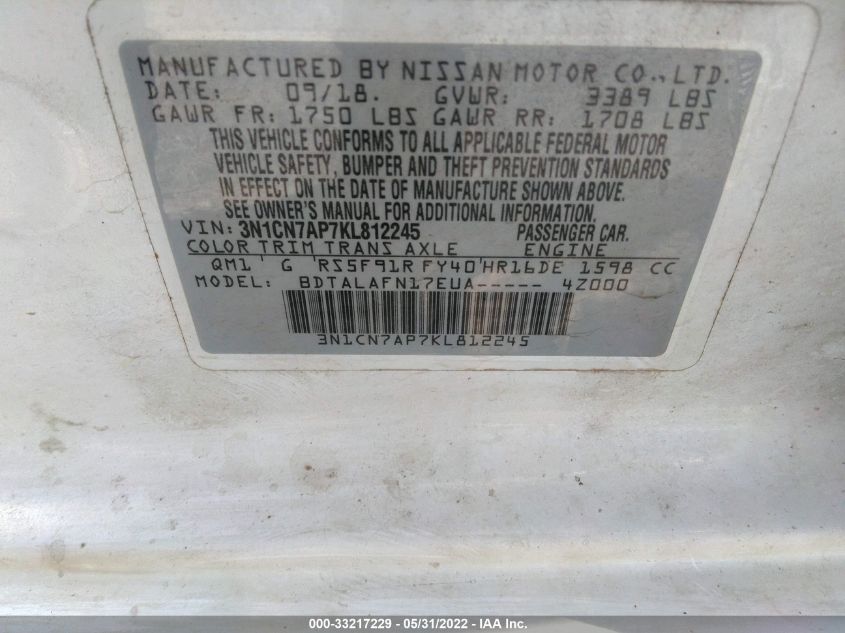 MANUFACTURED BY NISSAN MOTOR CO., LTD.
DATE: 09/18. GVWR: 3389 LBS
GAWR FR: 1750 LBS GAWR RR: 1708 LBS
THIS VEHICLE CONFORMS TO ALL APPLICABLE FEDERAL MOTOR
VEHICLE SAFETY, BUMPER AND THEFT PREVENTION STANDARDS
IN EFFECT ON THE DATE OF MANUFACTURE SHOWN ABOVE.
SEE OWNER'S MANUAL FOR ADDITIONAL INFORMATION.
VIN: 3N1CN7AP7KL812245 PASSENGER CAR.
COLOR TRIM TRANS AXLE ENGINE
QM1 ' G 'RS5F91R FY40'HR16DE 1598 CC
MODEL: BDTALAFN17EUA----- 4Z000
3N1CN7AP7KL812245
000-33217229 - 05/31/2022 - IAA Inc.